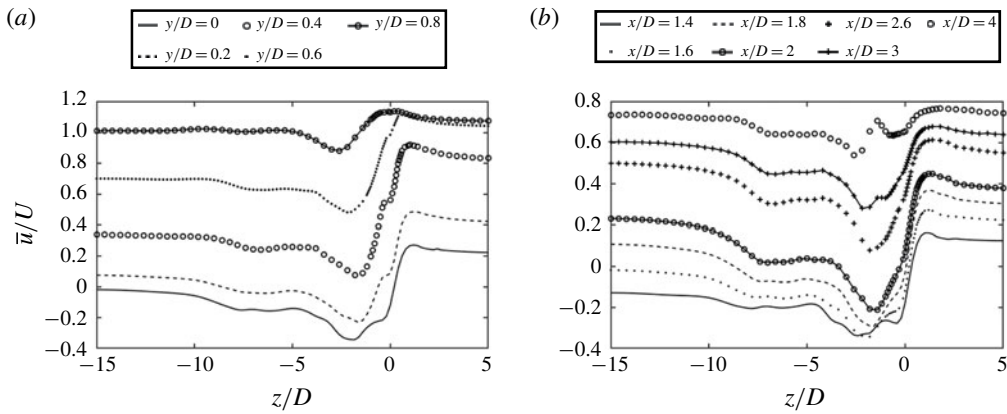 (a)
y/D = 0 y/D = 0.4 y/D = 0.8
y/D = 0.2 y/D = 0.6
1.2
1.0
0.8
0.6
0.4
0.2
0
−0.2
−0.4
u̅/U
−15 −10 −5 0 5
z/D
(b)
x/D = 1.4 x/D = 1.8 x/D = 2.6 x/D = 4
x/D = 1.6 x/D = 2 x/D = 3
0.8
0.6
0.4
0.2
0
−0.2
−0.4
−15 −10 −5 0 5
z/D